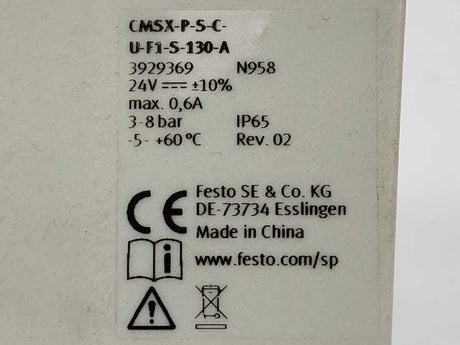 CMSX-P-S-C-
U-F1-S-130-A
3929369 N958
24V ⎓ ±10%
max. 0,6A
3-8 bar IP65
-5- +60 °C Rev. 02
CE
Festo SE & Co. KG
DE-73734 Esslingen
Made in China
www.festo.com/sp